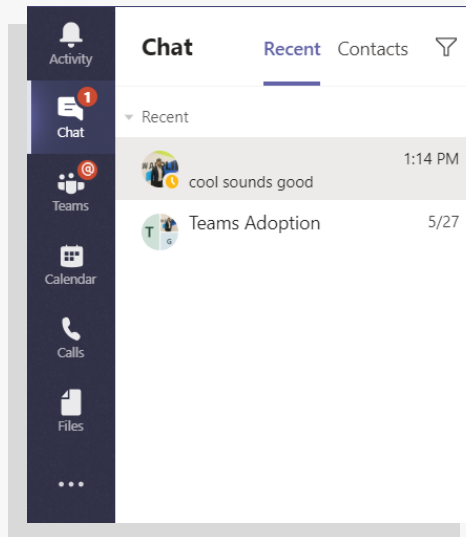 Activity
1
Chat
@
Teams
Calendar
Calls
Files
Chat Recent Contacts
Recent
1:14 PM
cool sounds good
T G
Teams Adoption 5/27